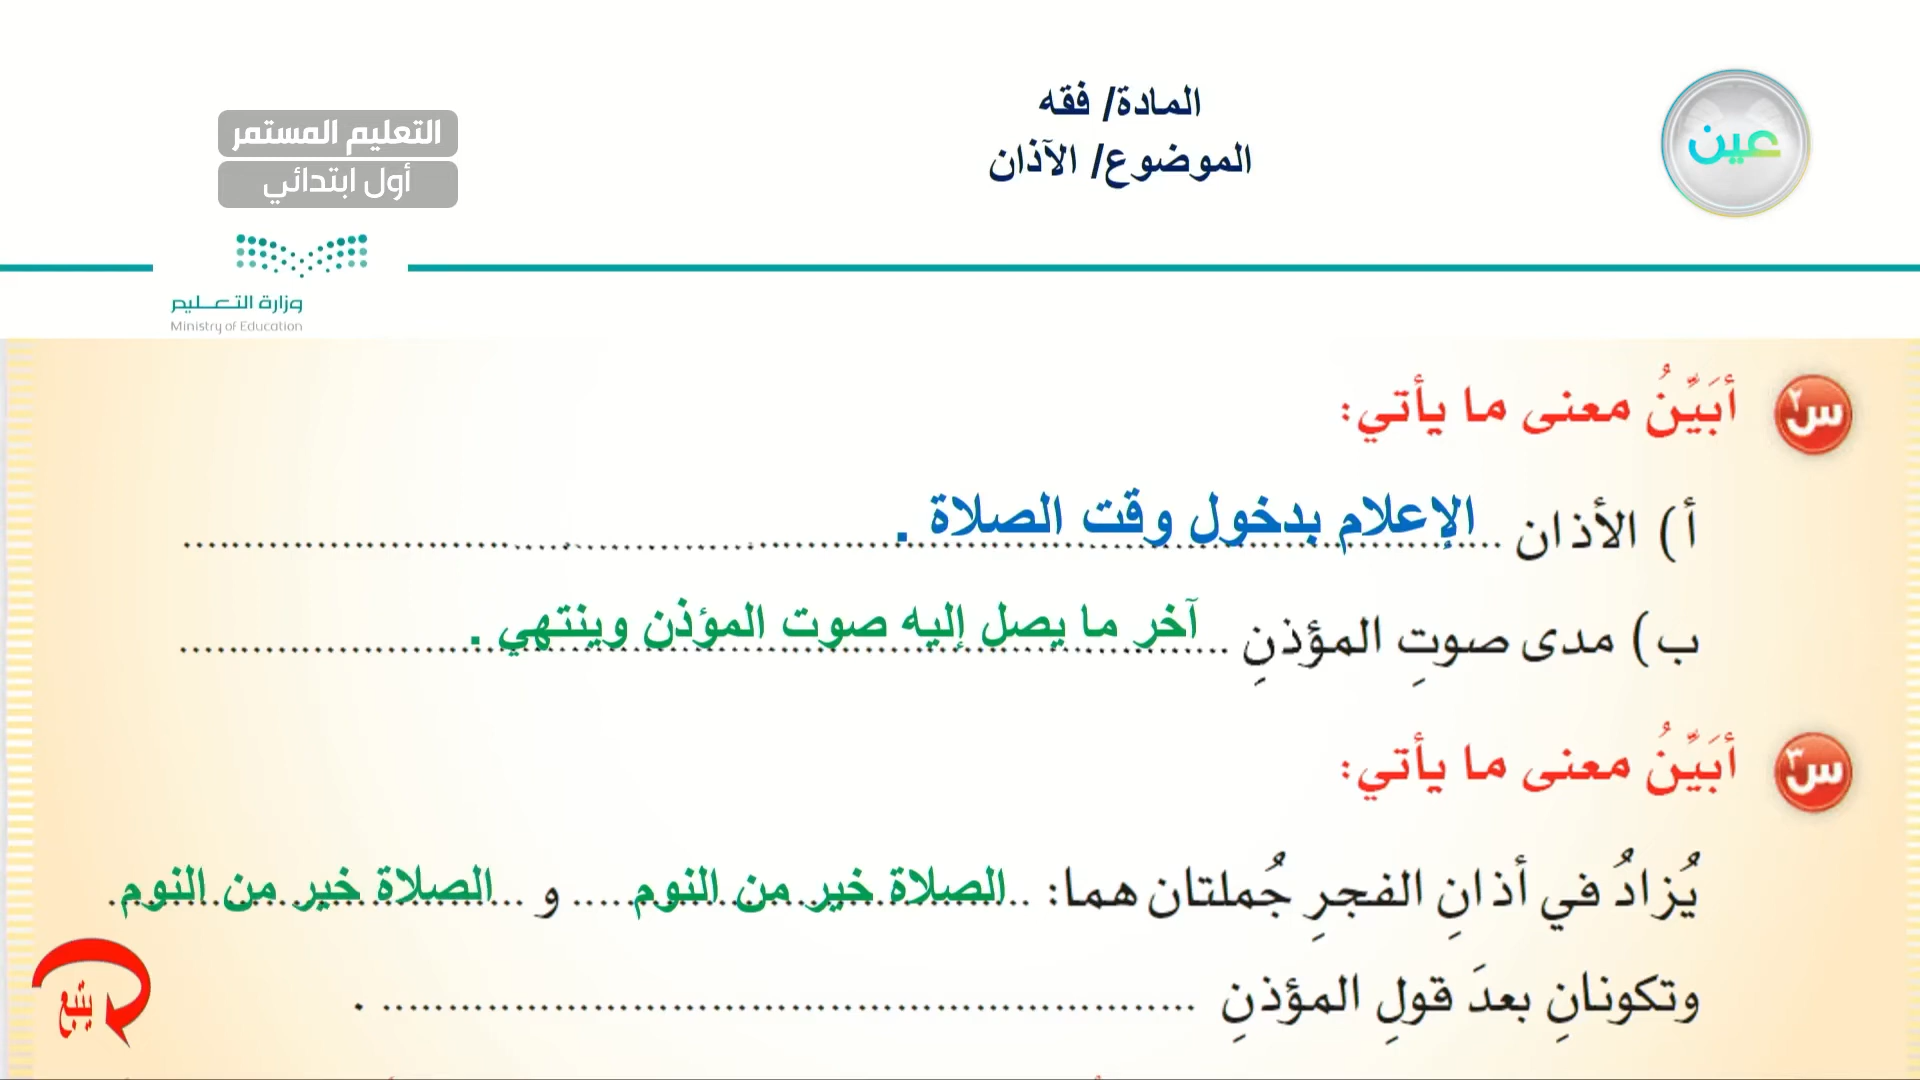 المادة/ فقه
الموضوع/ الآذان
عين
التعليم المستمر
أول ابتدائي
وزارة التعليم
Ministry of Education
س٢ أبَيِّنُ معنى ما يأتي:
أ) الأذان الإعلام بدخول وقت الصلاة .
ب) مدى صوتِ المؤذنِ آخر ما يصل إليه صوت المؤذن وينتهي .
س٣ أبَيِّنُ معنى ما يأتي:
يُزادُ في أذانِ الفجرِ جُملتان هما: الصلاة خير من النوم و الصلاة خير من النوم.
وتكونانِ بعدَ قولِ المؤذنِ .............................. .
يتبع